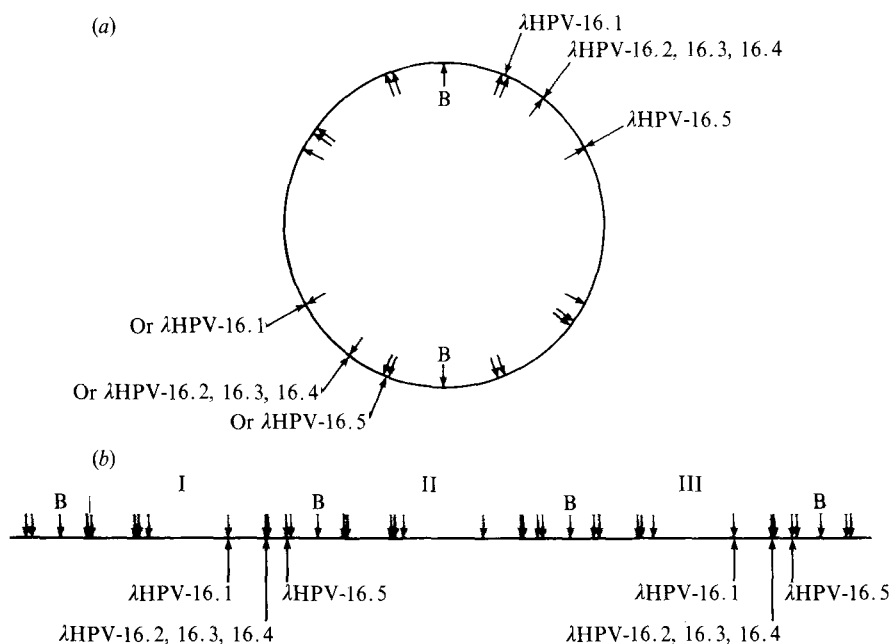 (a)
λHPV-16.1
λHPV-16.2, 16.3, 16.4
B
λHPV-16.5
Or λHPV-16.1
B
Or λHPV-16.2, 16.3, 16.4
Or λHPV-16.5
(b)
I
II
III
B
B
B
B
λHPV-16.1
λHPV-16.5
λHPV-16.1
λHPV-16.5
λHPV-16.2, 16.3, 16.4
λHPV-16.2, 16.3, 16.4